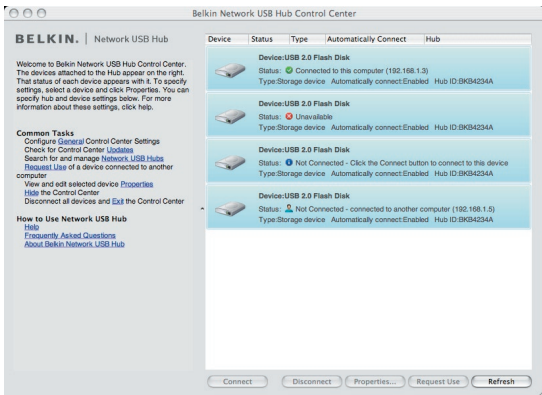 Belkin Network USB Hub Control Center
BELKIN. | Network USB Hub
Welcome to Belkin Network USB Hub Control Center.
The devices attached to the Hub appear on the right.
That status of each device appears with it. To specify
settings, select a device and click Properties. You can
specify hub and device settings below. For more
information about these settings, click help.
Common Tasks
Configure General Control Center Settings
Check for Control Center Updates
Search for and manage Network USB Hubs
Request Use of a device connected to another
computer
View and edit selected device Properties
Hide the Control Center
Disconnect all devices and Exit the Control Center
How to Use Network USB Hub
Help
Frequently Asked Questions
About Belkin Network USB Hub
Device Status Type Automatically Connect Hub
Device:USB 2.0 Flash Disk
Status: Connected to this computer (192.168.1.3)
Type:Storage device Automatically connect:Enabled Hub ID:BKB4234A
Device:USB 2.0 Flash Disk
Status: Unavailable
Type:Storage device Automatically connect:Enabled Hub ID:BKB4234A
Device:USB 2.0 Flash Disk
Status: Not Connected - Click the Connect button to connect to this device
Type:Storage device Automatically connect:Enabled Hub ID:BKB4234A
Device:USB 2.0 Flash Disk
Status: Not Connected - connected to another computer (192.168.1.5)
Type:Storage device Automatically connect:Enabled Hub ID:BKB4234A
Connect Disconnect Properties... Request Use Refresh